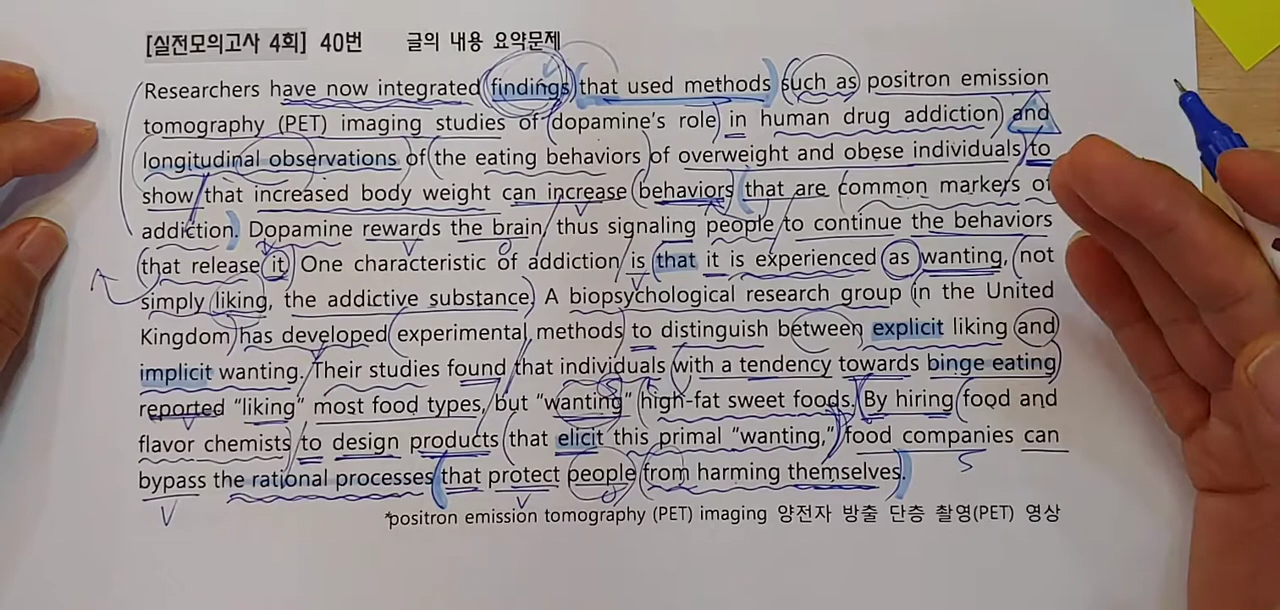 [실전모의고사 4회] 40번 글의 내용 요약문제
Researchers have now integrated findings that used methods such as positron emission
tomography (PET) imaging studies of dopamine's role in human drug addiction and
longitudinal observations of the eating behaviors of overweight and obese individuals to
show that increased body weight can increase behaviors that are common markers of
addiction. Dopamine rewards the brain, thus signaling people to continue the behaviors
that release it. One characteristic of addiction is that it is experienced as wanting, not
simply liking, the addictive substance. A biopsychological research group in the United
Kingdom has developed experimental methods to distinguish between explicit liking and
implicit wanting. Their studies found that individuals with a tendency towards binge eating
reported "liking" most food types, but "wanting" high-fat sweet foods. By hiring food and
flavor chemists to design products that elicit this primal "wanting," food companies can
bypass the rational processes that protect people from harming themselves.
*positron emission tomography (PET) imaging 양전자 방출 단층 촬영(PET) 영상